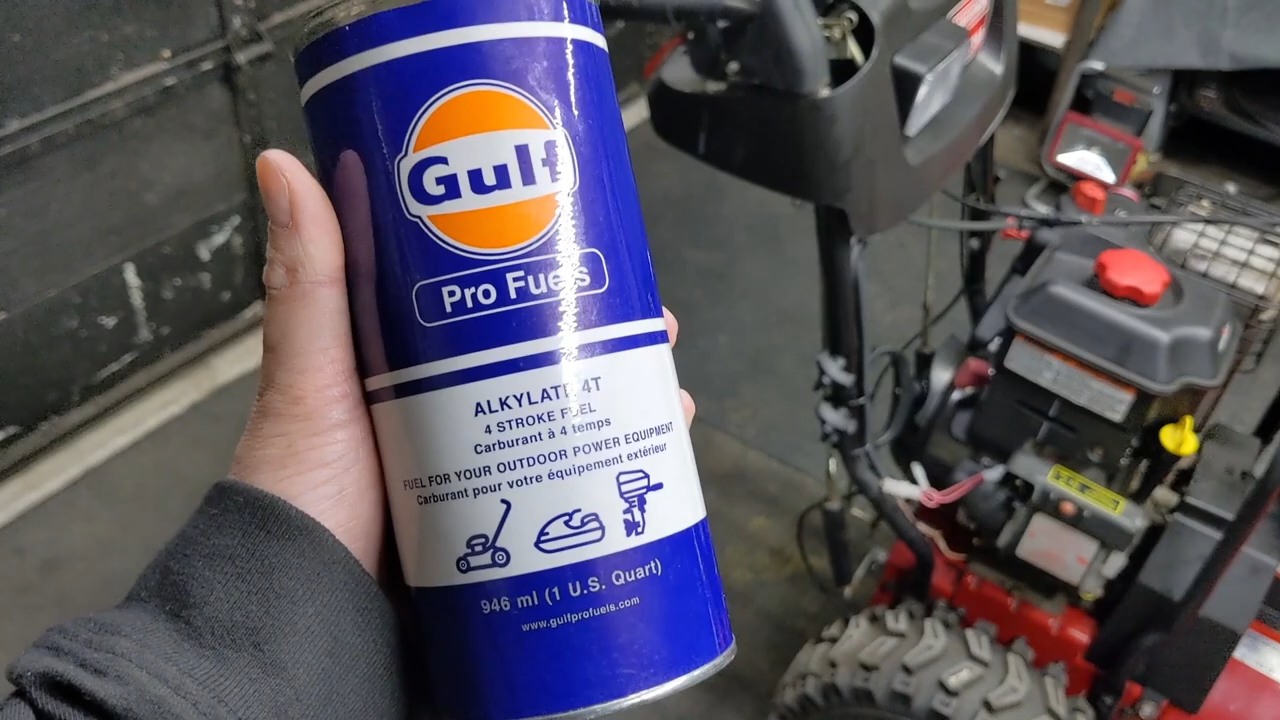 Gulf
Pro Fuels
ALKYLATE 4T
4 STROKE FUEL
Carburant à 4 temps
FUEL FOR YOUR OUTDOOR POWER EQUIPMENT
Carburant pour votre équipement extérieur
946 ml (1 U.S. Quart)
www.gulfprofuels.com